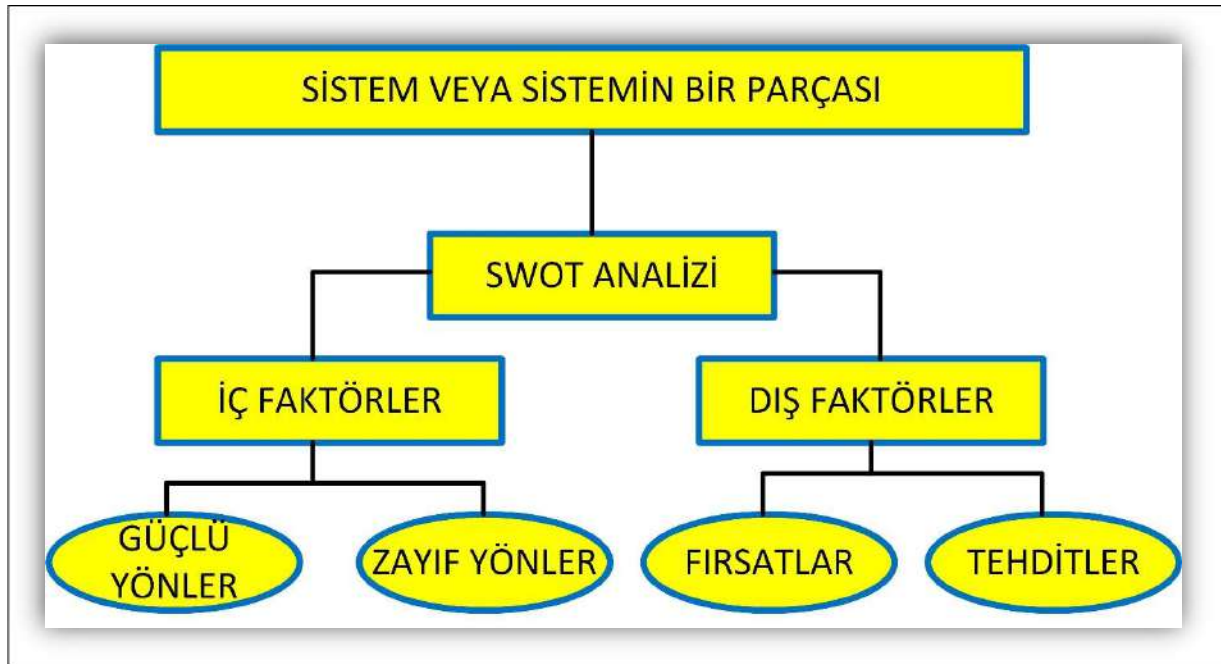 SİSTEM VEYA SİSTEMİN BİR PARÇASI
SWOT ANALİZİ
İÇ FAKTÖRLER
DIŞ FAKTÖRLER
GÜÇLÜ
YÖNLER
ZAYIF YÖNLER
FIRSATLAR
TEHDİTLER